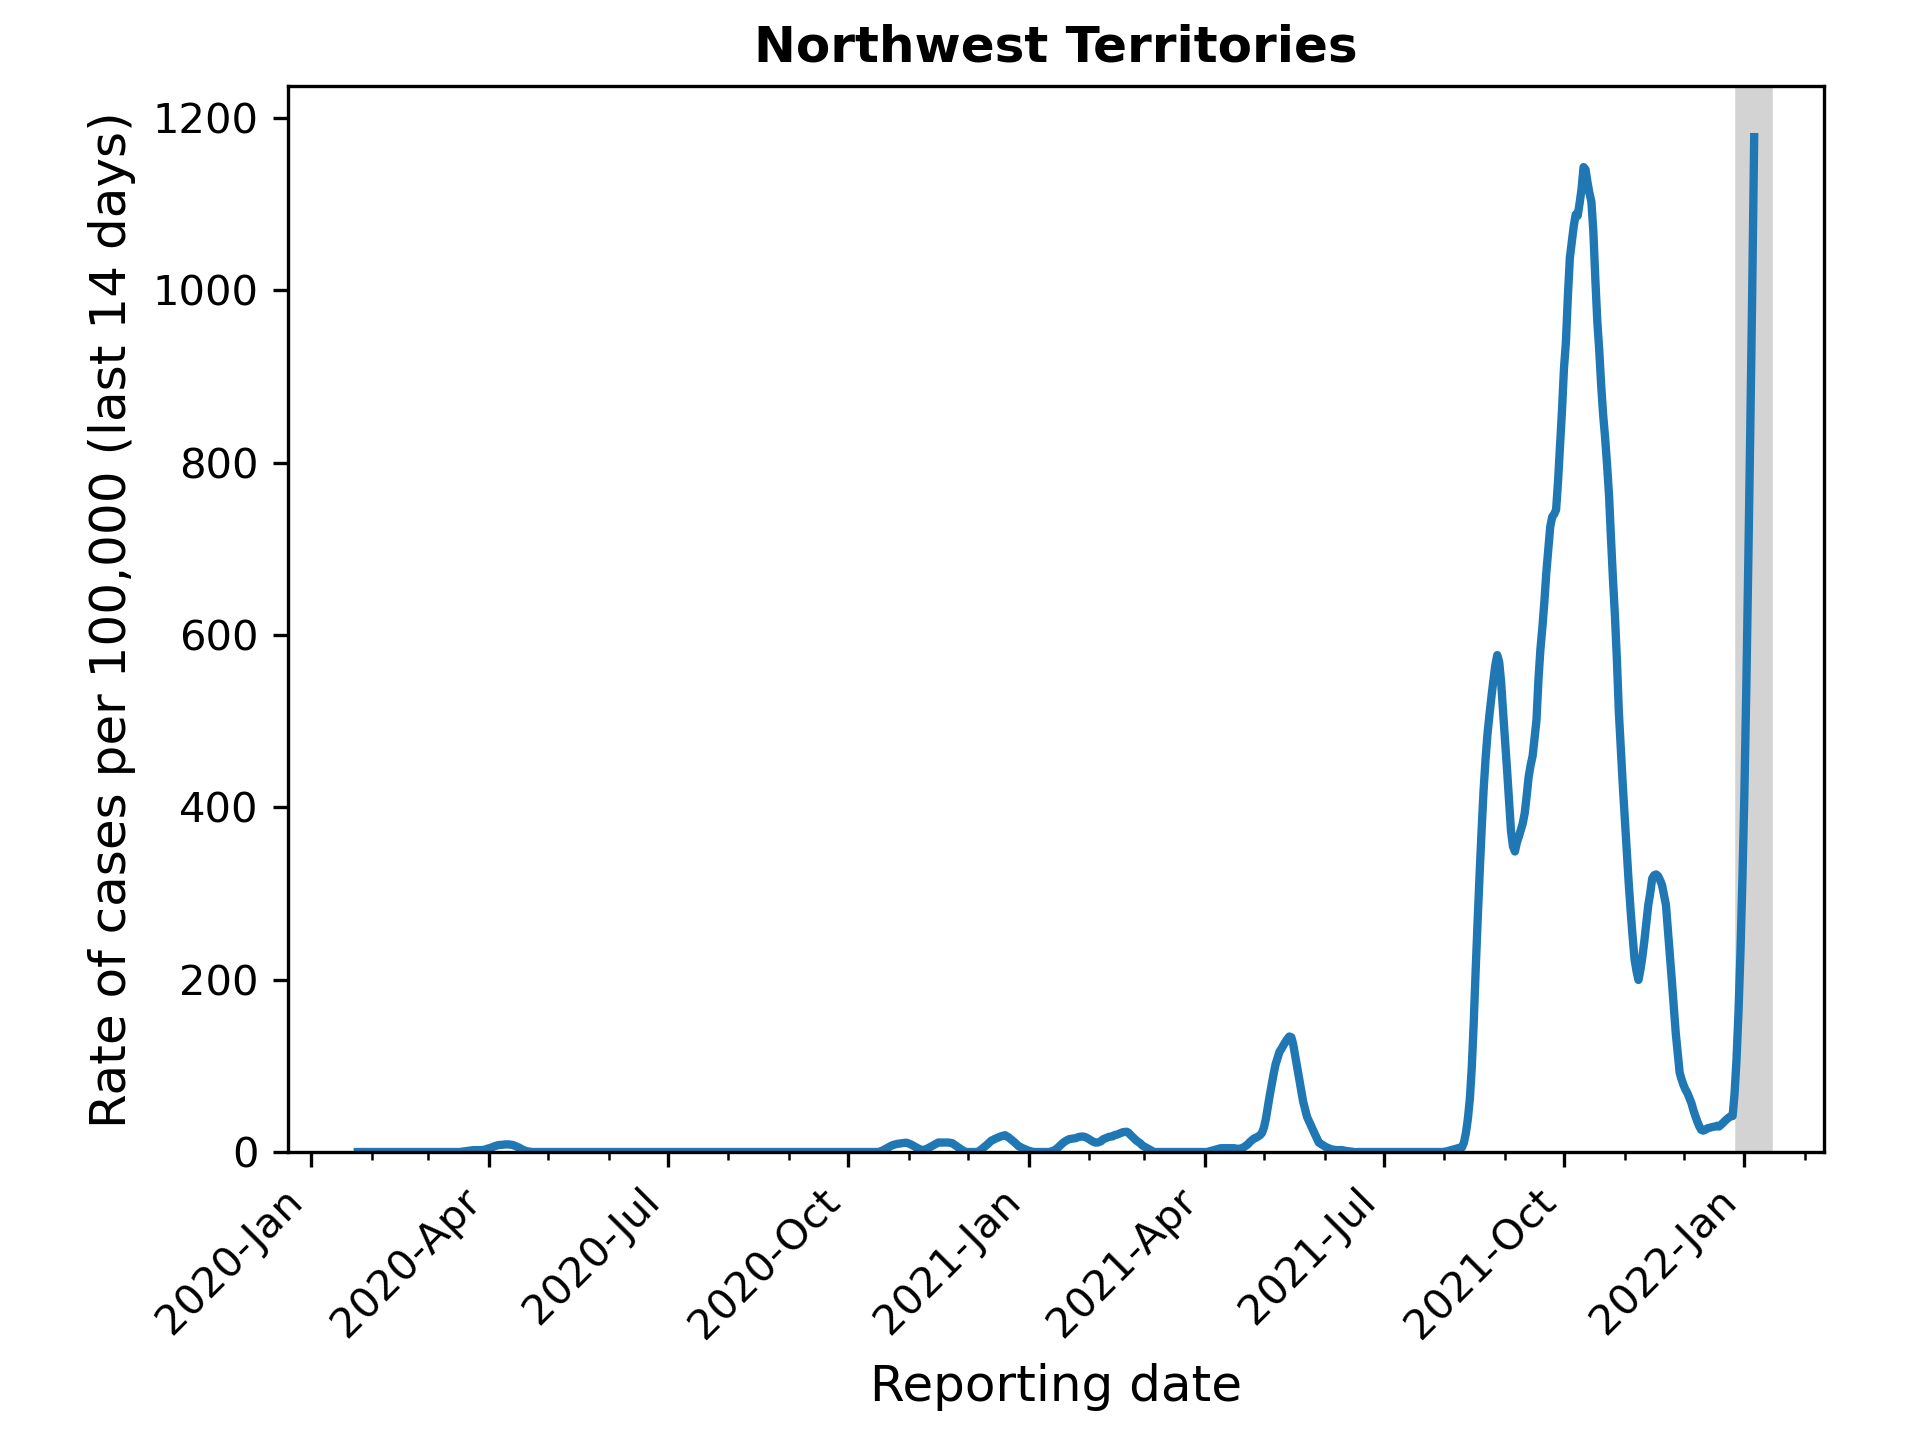 Northwest Territories
Rate of cases per 100,000 (last 14 days)
1200
1000
800
600
400
200
0
2020-Jan
2020-Apr
2020-Jul
2020-Oct
2021-Jan
2021-Apr
2021-Jul
2021-Oct
2022-Jan
Reporting date